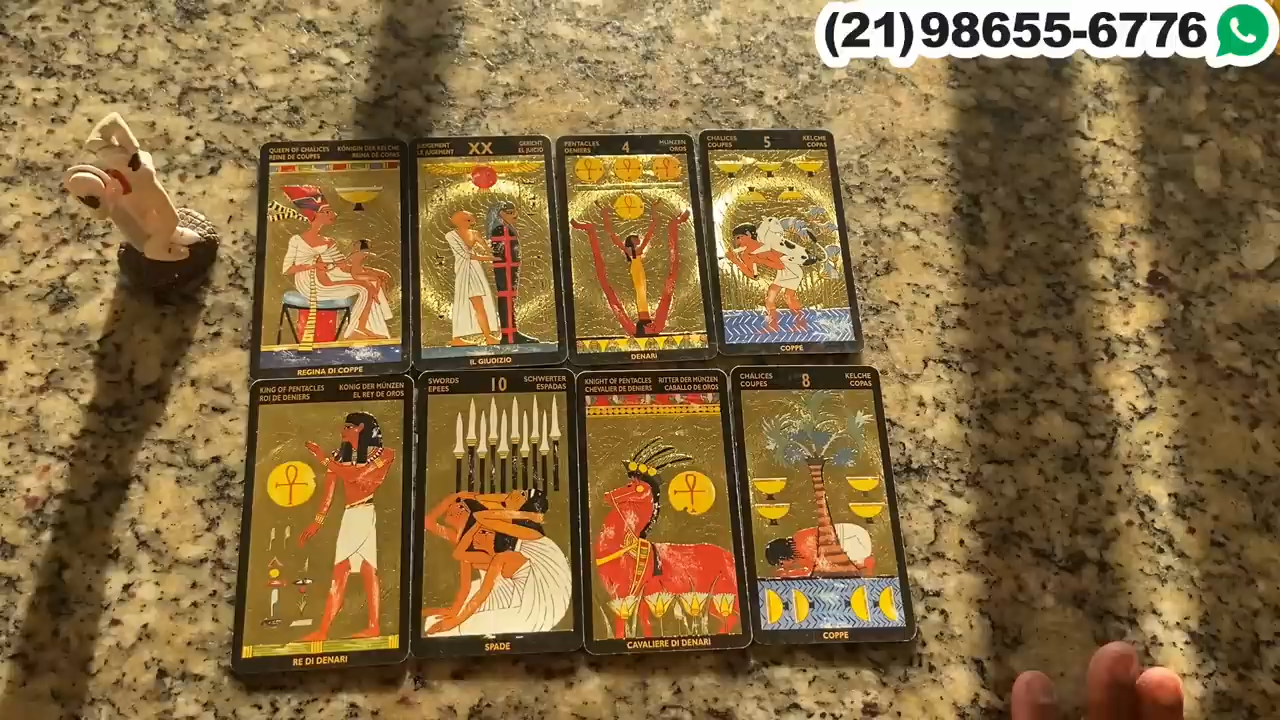 (21)98655-6776
QUEEN OF CHALICES
REINE DE COUPES
KÖNIGIN DER KELCHE
REINA DE COPAS
REGINA DI COPPE
JUDGEMENT
LE JUGEMENT
XX
GERICHT
EL JUICIO
IL GIUDIZIO
PENTACLES
DENIERS
4
MÜNZEN
OROS
DENARI
CHALICES
COUPES
5
KELCHE
COPAS
COPPE
KING OF PENTACLES
ROI DE DENIERS
KÖNIG DER MÜNZEN
EL REY DE OROS
RE DI DENARI
SWORDS
EPEES
10
SCHWERTER
ESPADAS
SPADE
KNIGHT OF PENTACLES
CHEVALIER DE DENIERS
RITTER DER MÜNZEN
CABALLO DE OROS
CAVALIERE DI DENARI
CHALICES
COUPES
8
KELCHE
COPAS
COPPE